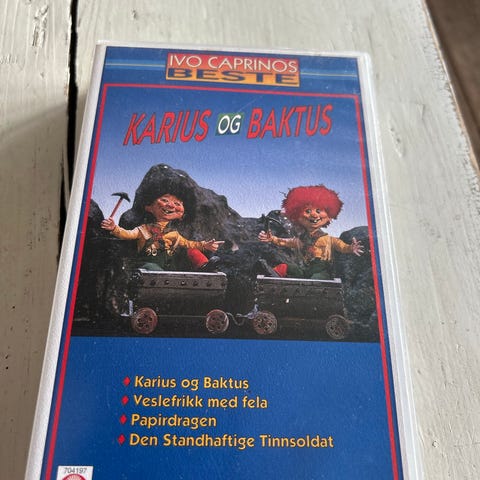 IVO CAPRINOS
BESTE
KARIUS OG BAKTUS
Karius og Baktus
Veslefrikk med fela
Papirdragen
Den Standhaftige Tinnsoldat
704197